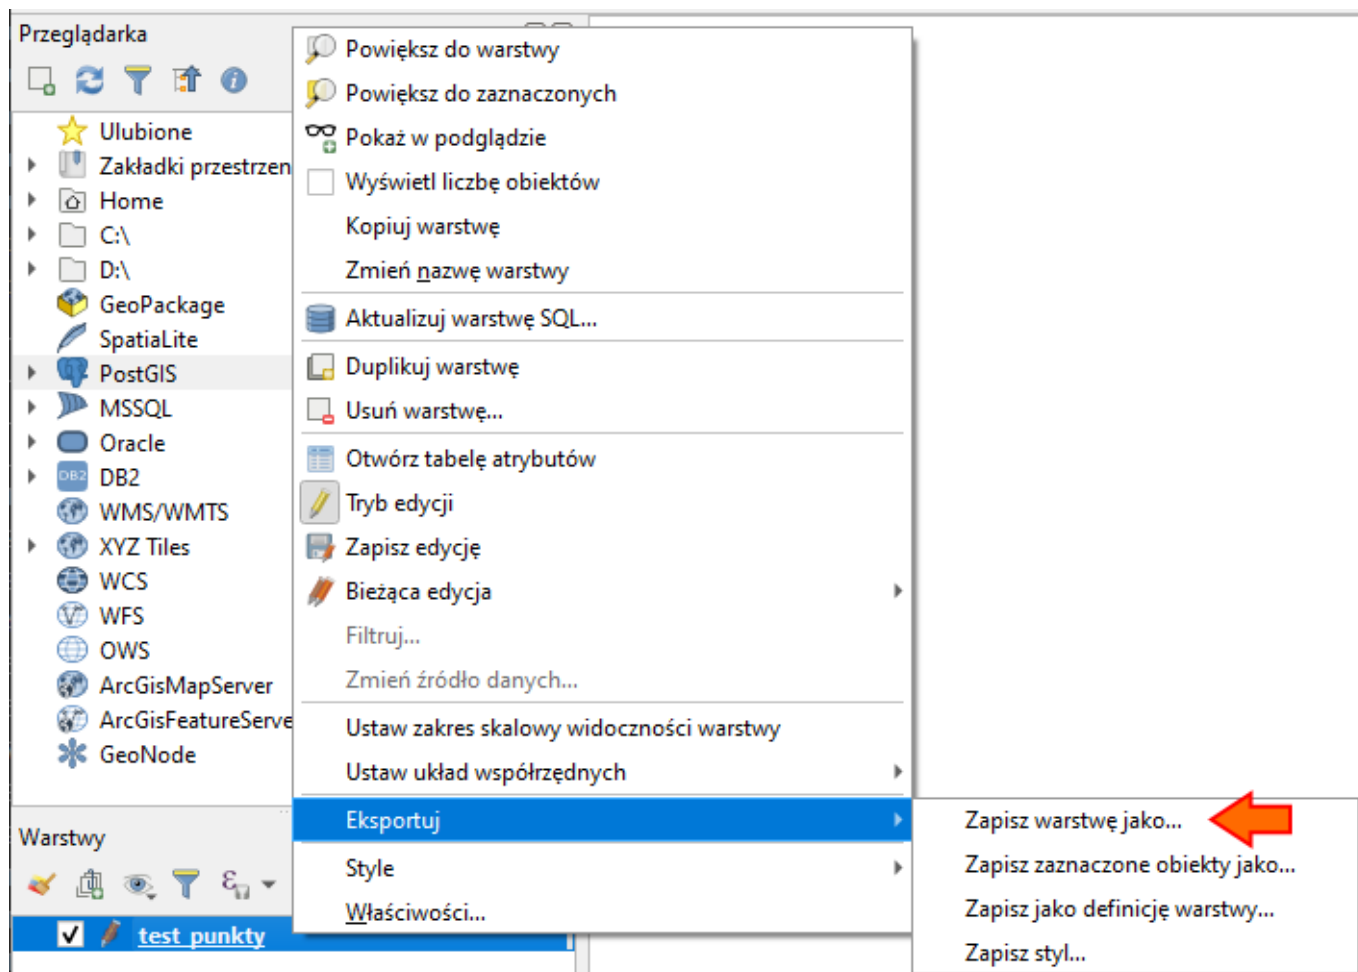 Przeglądarka
Ulubione
Zakładki przestrzen
Home
C:\
D:\
GeoPackage
SpatiaLite
PostGIS
MSSQL
Oracle
DB2
DB2
WMS/WMTS
XYZ Tiles
WCS
WFS
OWS
ArcGisMapServer
ArcGisFeatureServe
GeoNode
Warstwy
test_punkty
Powiększ do warstwy
Powiększ do zaznaczonych
Pokaż w podglądzie
Wyświetl liczbę obiektów
Kopiuj warstwę
Zmień nazwę warstwy
Aktualizuj warstwę SQL...
Duplikuj warstwę
Usuń warstwę...
Otwórz tabelę atrybutów
Tryb edycji
Zapisz edycję
Bieżąca edycja
Filtruj...
Zmień źródło danych...
Ustaw zakres skalowy widoczności warstwy
Ustaw układ współrzędnych
Eksportuj
Style
Właściwości...
Zapisz warstwę jako...
Zapisz zaznaczone obiekty jako...
Zapisz jako definicję warstwy...
Zapisz styl...